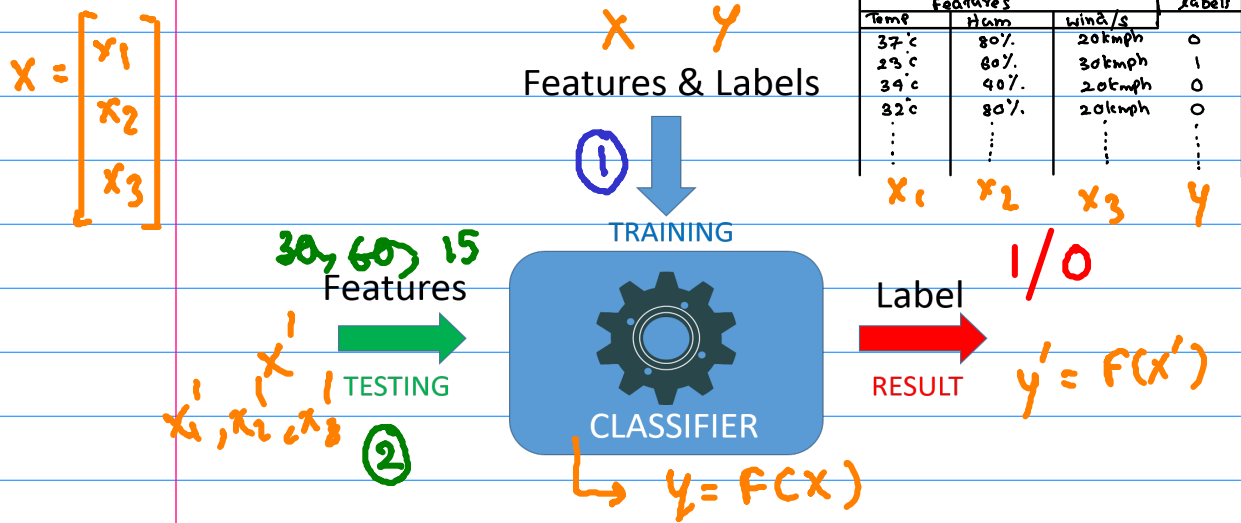 Features Labels
Temp Hum Wind/s
37°c 80%. 20kmph 0
23°c 60%. 30kmph 1
34°c 40%. 20kmph 0
32°c 80%. 20kmph 0
x1 x2 x3 y
X = [x1
x2
x3]
X Y
Features & Labels
1
TRAINING
30, 60, 15
Features
X'
x1', x2', x3'
TESTING
2
CLASSIFIER
y = F(X)
1/0
Label
RESULT
y' = F(X')